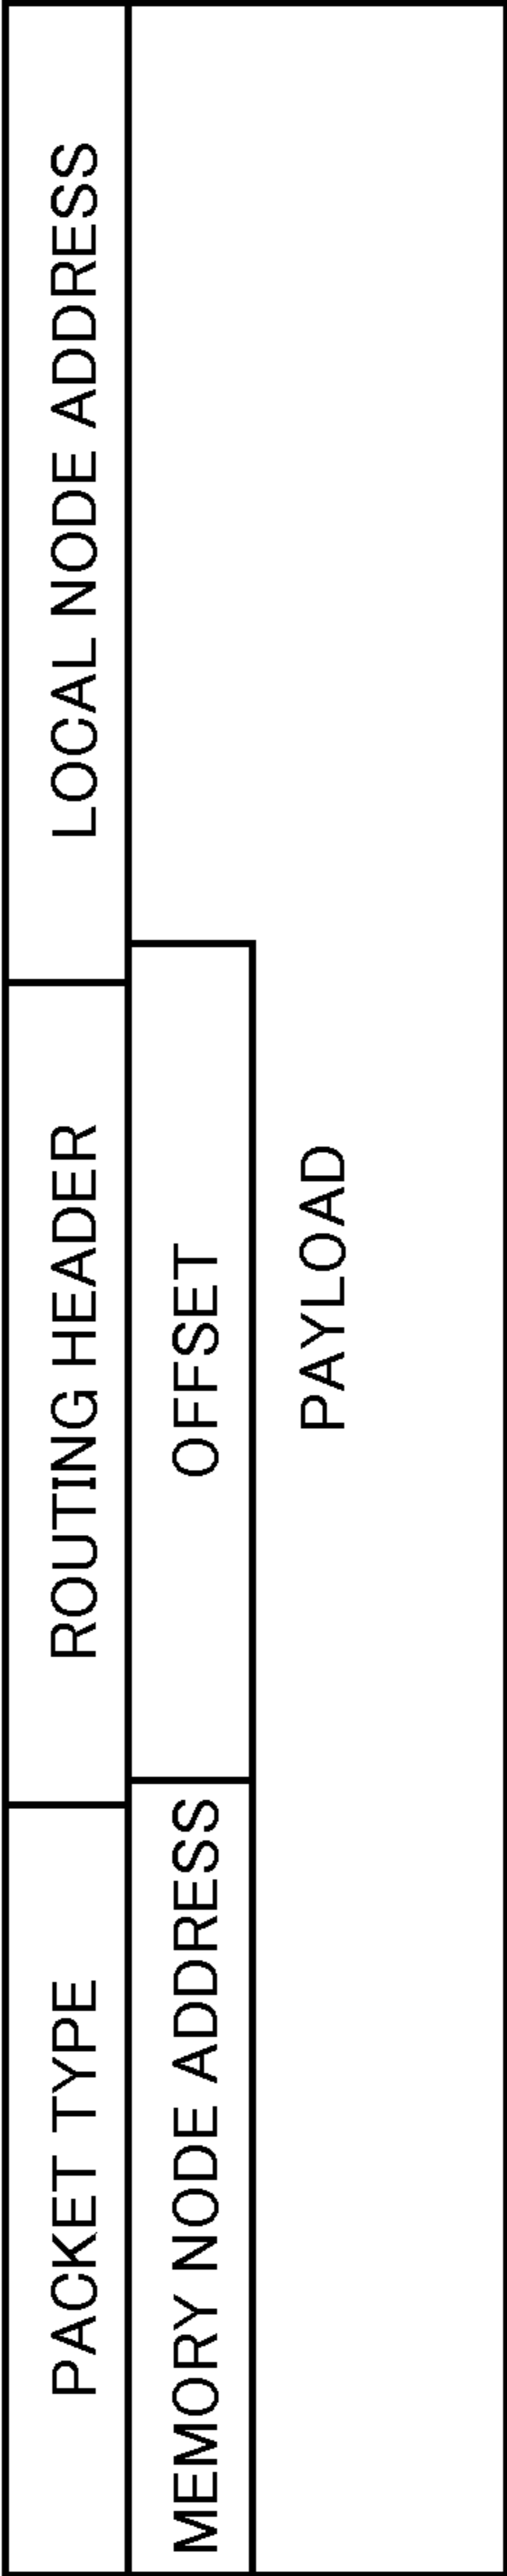 PACKET TYPE
ROUTING HEADER
LOCAL NODE ADDRESS
MEMORY NODE ADDRESS
OFFSET
PAYLOAD